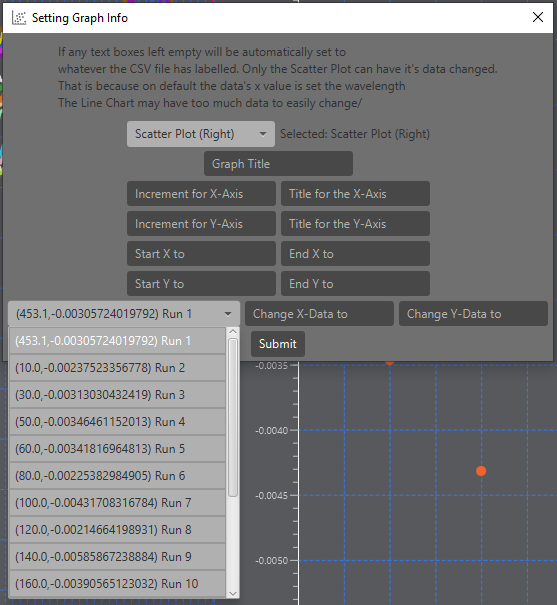 Setting Graph Info
If any text boxes left empty will be automatically set to
whatever the CSV file has labelled. Only the Scatter Plot can have it's data changed.
That is because on default the data's x value is set the wavelength
The Line Chart may have too much data to easily change/
Scatter Plot (Right) Selected: Scatter Plot (Right)
Graph Title
Increment for X-Axis Title for the X-Axis
Increment for Y-Axis Title for the Y-Axis
Start X to End X to
Start Y to End Y to
(453.1,-0.00305724019792) Run 1 Change X-Data to Change Y-Data to
(453.1,-0.00305724019792) Run 1 Submit
(10.0,-0.00237523356778) Run 2 -0.0035
(30.0,-0.00313030432419) Run 3
(50.0,-0.00346461152013) Run 4 -0.0040
(60.0,-0.00341816964813) Run 5
(80.0,-0.00225382984905) Run 6
(100.0,-0.00431708316784) Run 7 -0.0045
(120.0,-0.00214664198931) Run 8
(140.0,-0.00585867238884) Run 9 -0.0050
(160.0,-0.00390565123032) Run 10